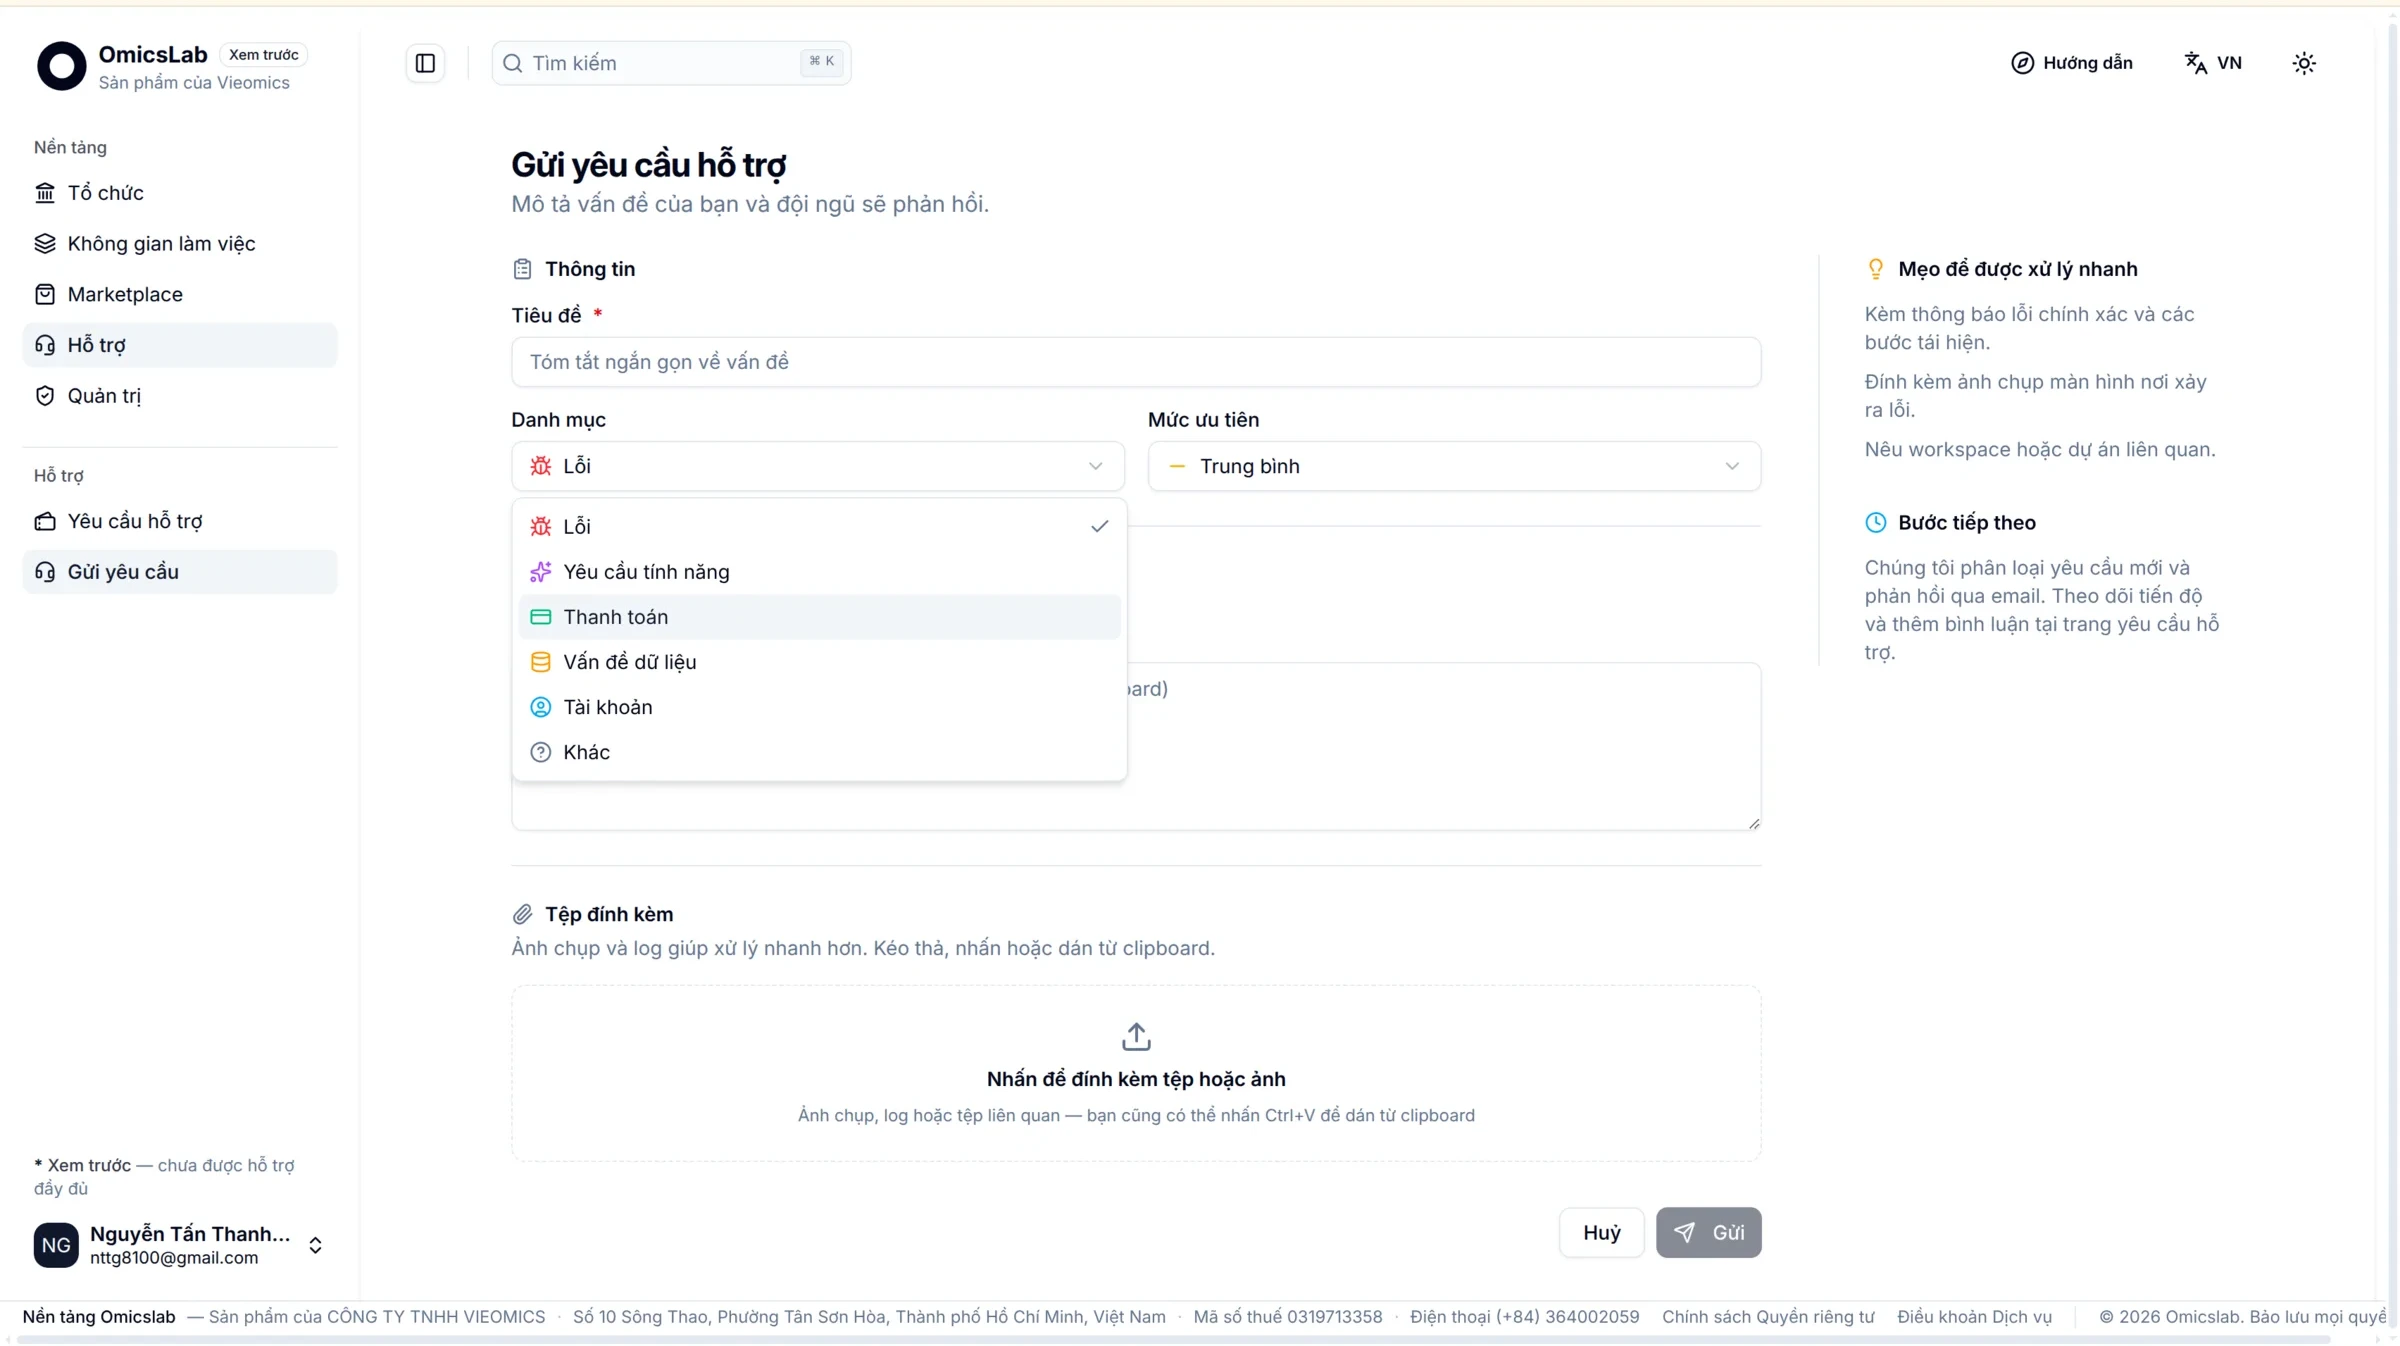 OmicsLab Xem trước
Sản phẩm của Vieomics
Nền tảng
Tổ chức
Không gian làm việc
Marketplace
Hỗ trợ
Quản trị
Hỗ trợ
Yêu cầu hỗ trợ
Gửi yêu cầu
* Xem trước — chưa được hỗ trợ
đầy đủ
NG
Nguyễn Tấn Thanh...
nttg8100@gmail.com
Tìm kiếm ⌘ K
Hướng dẫn
VN
Gửi yêu cầu hỗ trợ
Mô tả vấn đề của bạn và đội ngũ sẽ phản hồi.
Thông tin
Tiêu đề *
Tóm tắt ngắn gọn về vấn đề
Danh mục
Mức ưu tiên
Lỗi
Trung bình
Lỗi
Yêu cầu tính năng
Thanh toán
Vấn đề dữ liệu
Tài khoản
Khác
oard)
Tệp đính kèm
Ảnh chụp và log giúp xử lý nhanh hơn. Kéo thả, nhấn hoặc dán từ clipboard.
Nhấn để đính kèm tệp hoặc ảnh
Ảnh chụp, log hoặc tệp liên quan — bạn cũng có thể nhấn Ctrl+V để dán từ clipboard
Huỷ
Gửi
Mẹo để được xử lý nhanh
Kèm thông báo lỗi chính xác và các
bước tái hiện.
Đính kèm ảnh chụp màn hình nơi xảy
ra lỗi.
Nêu workspace hoặc dự án liên quan.
Bước tiếp theo
Chúng tôi phân loại yêu cầu mới và
phản hồi qua email. Theo dõi tiến độ
và thêm bình luận tại trang yêu cầu hỗ
trợ.
Nền tảng Omicslab — Sản phẩm của CÔNG TY TNHH VIEOMICS · Số 10 Sông Thao, Phường Tân Sơn Hòa, Thành phố Hồ Chí Minh, Việt Nam · Mã số thuế 0319713358 · Điện thoại (+84) 364002059 Chính sách Quyền riêng tư Điều khoản Dịch vụ © 2026 Omicslab. Bảo lưu mọi quyề